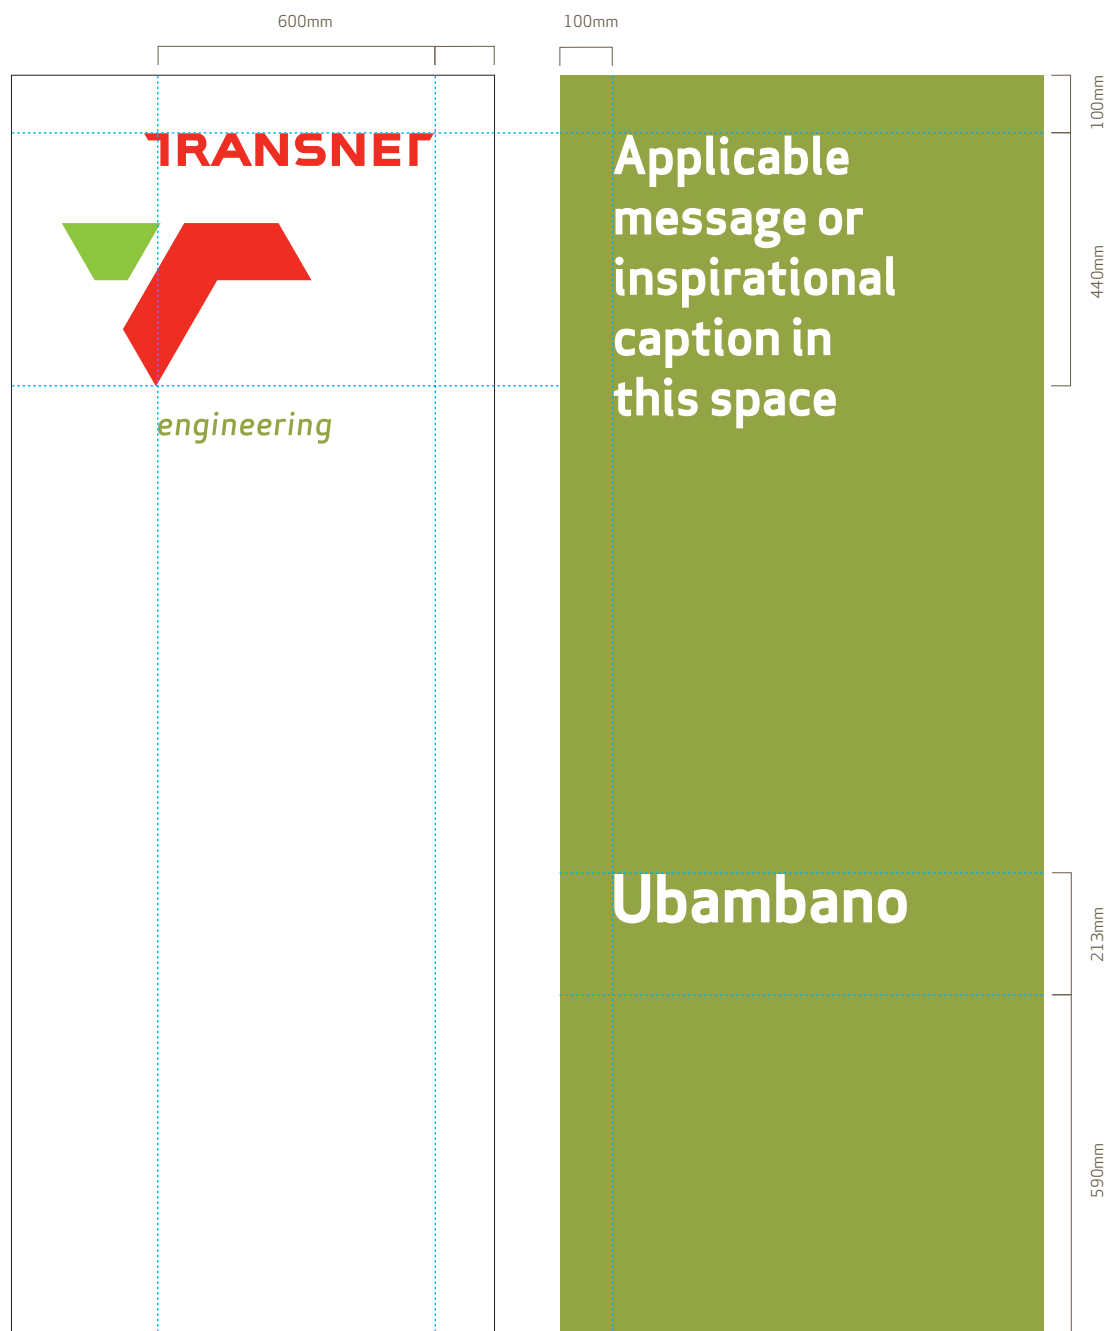 600mm
100mm
TRANSNET
engineering
Applicable
message or
inspirational
caption in
this space
Ubambano
100mm
440mm
213mm
590mm